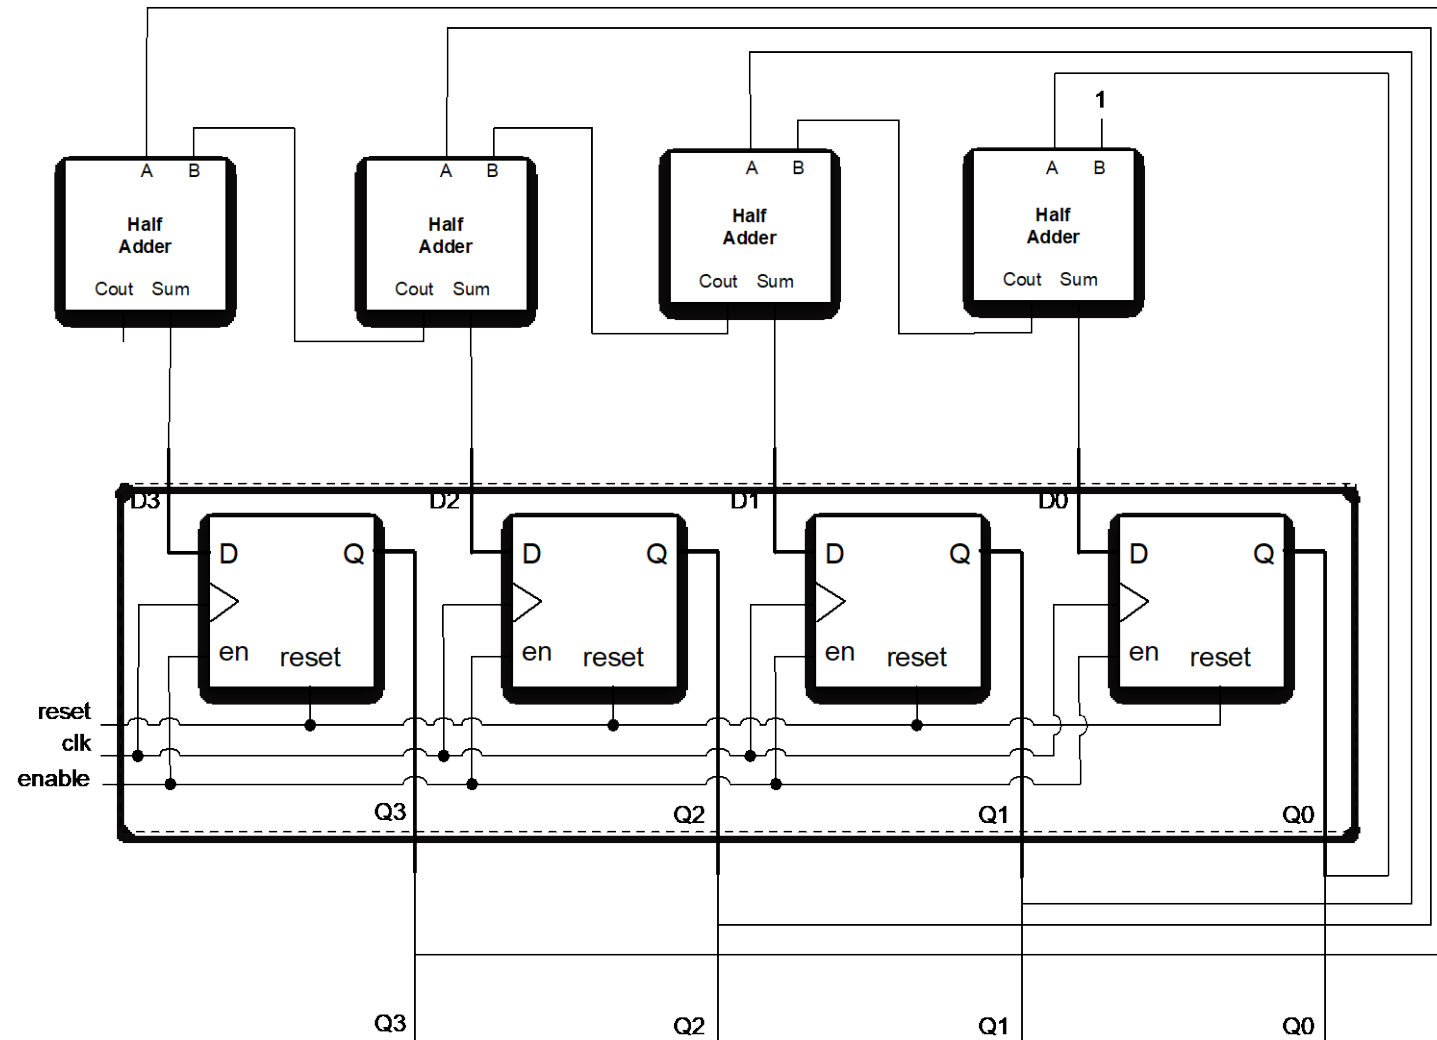 1
A B
A B
A B
A B
Half
Adder
Half
Adder
Half
Adder
Half
Adder
Cout Sum
Cout Sum
Cout Sum
Cout Sum
D3
D2
D1
D0
D Q
D Q
D Q
D Q
en reset
en reset
en reset
en reset
reset
clk
enable
Q3
Q2
Q1
Q0
Q3
Q2
Q1
Q0